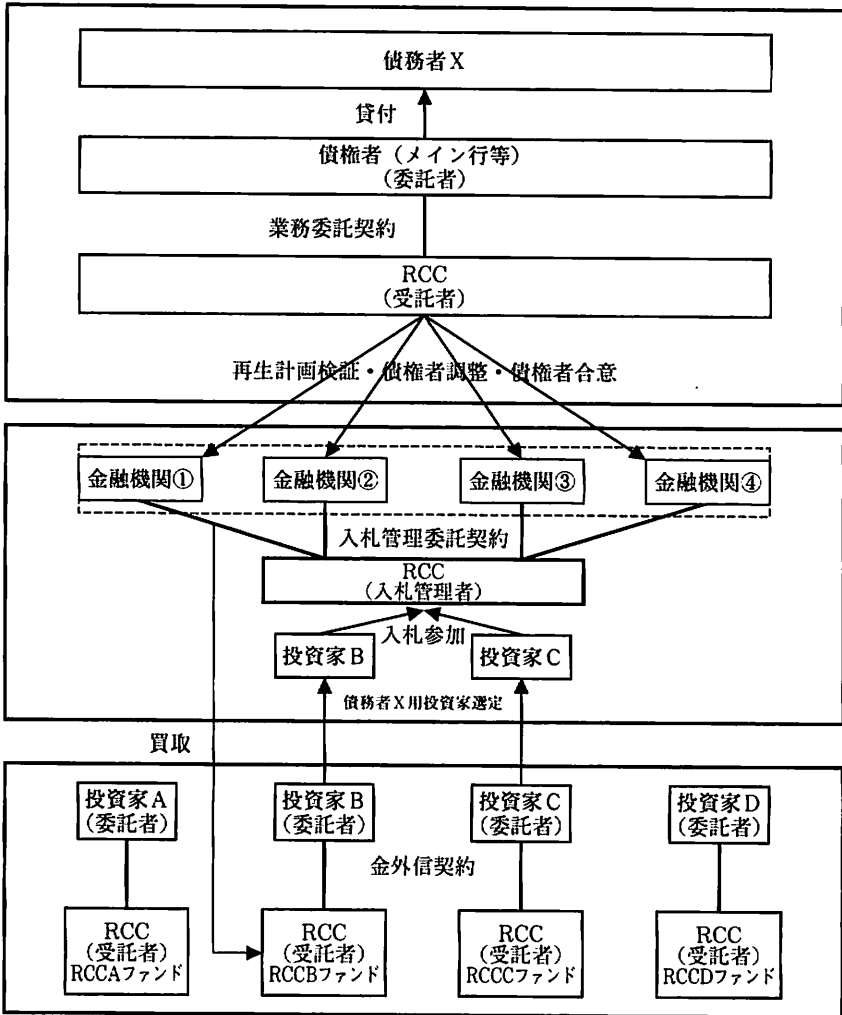 債務者X
貸付
債権者（メイン行等）
(委託者)
業務委託契約
RCC
(受託者)
再生計画検証・債権者調整・債権者合意
金融機関①
金融機関②
金融機関③
金融機関④
入札管理委託契約
RCC
(入札管理者)
入札参加
投資家B
投資家C
債務者X用投資家選定
買取
投資家A
(委託者)
投資家B
(委託者)
投資家C
(委託者)
投資家D
(委託者)
金外信契約
RCC
(受託者)
RCCAファンド
RCC
(受託者)
RCCBファンド
RCC
(受託者)
RCCCファンド
RCC
(受託者)
RCCDファンド